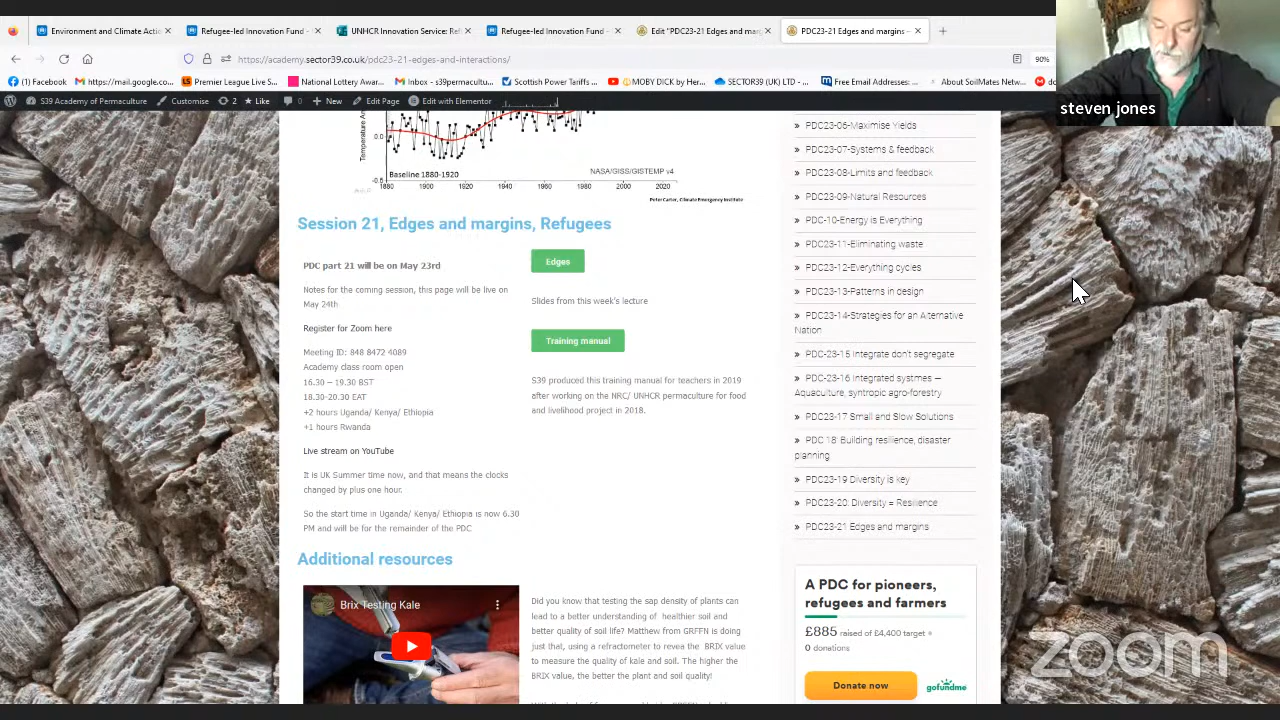 Environment and Climate Acti
Refugee-led Innovation Fund -
UNHCR Innovation Service: Ref
Refugee-led Innovation Fund -
Edit "PDC23-21 Edges and mar
PDC23-21 Edges and margins –
https://academy.sector39.co.uk/pdc23-21-edges-and-interactions/
90%
(1) Facebook
https://mail.google.co...
Premier League Live S...
National Lottery Awar...
Inbox - s39permacultu...
Scottish Power Tariffs ...
MOBY DICK by Her...
SECTOR39 (UK) LTD - ...
Free Email Addresses: ...
About SoilMates Netw...
do
S39 Academy of Permaculture
Customise
2
Like
0
New
Edit Page
Edit with Elementor
steven jones
Temperature A
0.0
-0.5
Baseline 1880-1920
NASA/GISS/GISTEMP v4
1880
1900
1920
1940
1960
1980
2000
2020
Peter Carter, Climate Emergency Institute
Session 21, Edges and margins, Refugees
PDC part 21 will be on May 23rd
Notes for the coming session, this page will be live on
May 24th
Register for Zoom here
Meeting ID: 848 8472 4089
Academy class room open
16.30 – 19.30 BST
18.30-20.30 EAT
+2 hours Uganda/ Kenya/ Ethiopia
+1 hours Rwanda
Live stream on YouTube
It is UK Summer time now, and that means the clocks
changed by plus one hour.
So the start time in Uganda/ Kenya/ Ethiopia is now 6.30
PM and will be for the remainder of the PDC
Edges
Slides from this week's lecture
Training manual
S39 produced this training manual for teachers in 2019
after working on the NRC/ UNHCR permaculture for food
and livelihood project in 2018.
Additional resources
Brix Testing Kale
Did you know that testing the sap density of plants can
lead to a better understanding of healthier soil and
better quality of soil life? Matthew from GRFFN is doing
just that, using a refractometer to revea the BRIX value
to measure the quality of kale and soil. The higher the
BRIX value, the better the plant and soil quality!
» PDC23-06-Maximise Yields
» PDC23-07-Systems & feedback
» PDC23-08-Limits and feedback
» PDC23-09-Natural Resources
» PDC-10-Energy is Everything
» PDC23-11-Eliminating waste
» PDC23-12-Everything cycles
» PDC23-13-Patterns in design
» PDC23-14-Strategies for an Alternative
Nation
» PDC-23-15 Integrate don't segregate
» PDC-23-16 Integrated systmes —
Aquaculture, syntropic agro-forestry
» PDC23-17 Small and Slow Solutions
» PDC 18: Building resilience, disaster
planning
» PDC23-19 Diversity is key
» PDC23-20: Diversity = Resilience
» PDC23-21 Edges and margins
A PDC for pioneers,
refugees and farmers
£885 raised of £4,400 target •
0 donations
Donate now
gofundme
zoom